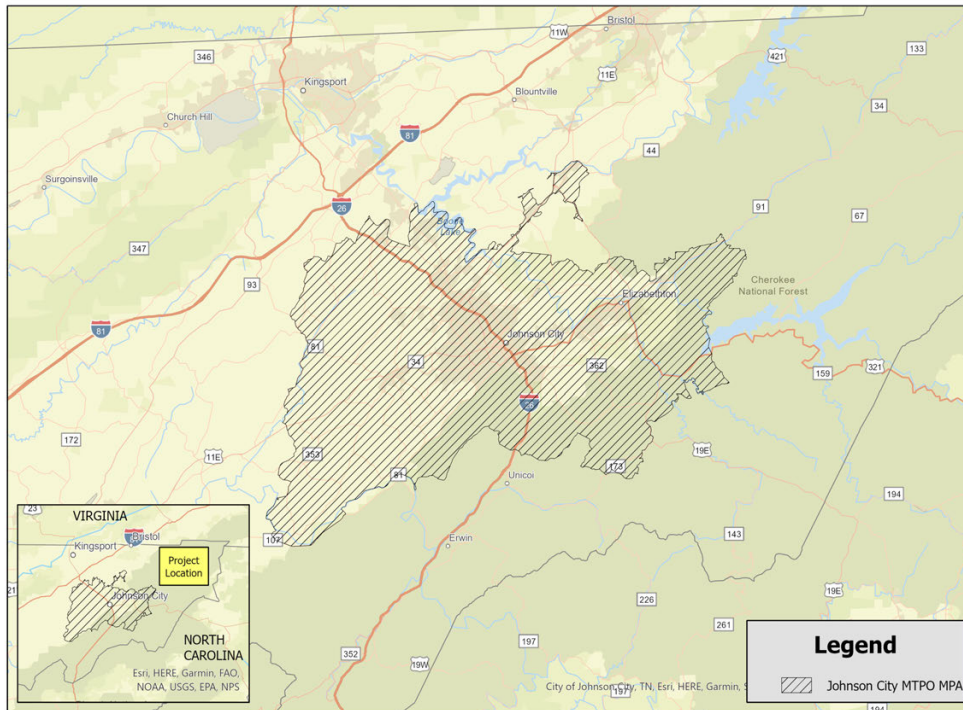 Bristol
11W
133
346
421
Kingsport
11E
Blountville
34
81
Church Hill
44
Surgoinsville
91
26
67
347
Boone
Lake
93
Cherokee
National Forest
Elizabethton
81
81
Johnson City
34
362
321
159
26
172
11E
353
81
173
19E
Unicoi
194
23
VIRGINIA
Bristol
Kingsport
Project
Location
107
143
Erwin
21
Johnson City
19E
226
261
NORTH
CAROLINA
197
352
19W
Legend
Esri, HERE, Garmin, FAO,
NOAA, USGS, EPA, NPS
City of Johnson City, TN, Esri, HERE, Garmin,
197
Johnson City MTPO MPA
194